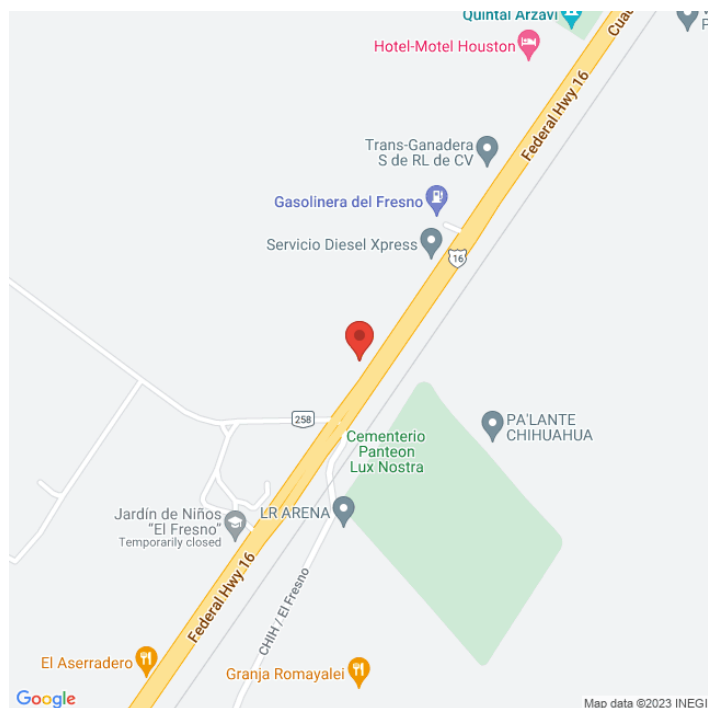 Quintal Arzavi
Hotel-Motel Houston
Federal Hwy 16
Trans-Ganadera
S de RL de CV
Gasolinera del Fresno
Servicio Diesel Xpress
16
258
PA'LANTE
CHIHUAHUA
Cementerio
Panteon
Lux Nostra
LR ARENA
Jardín de Niños
“El Fresno”
Temporarily closed
Federal Hwy 16
CHIH / El Fresno
El Aserradero
Granja Romayalei
Google
Map data ©2023 INEGI